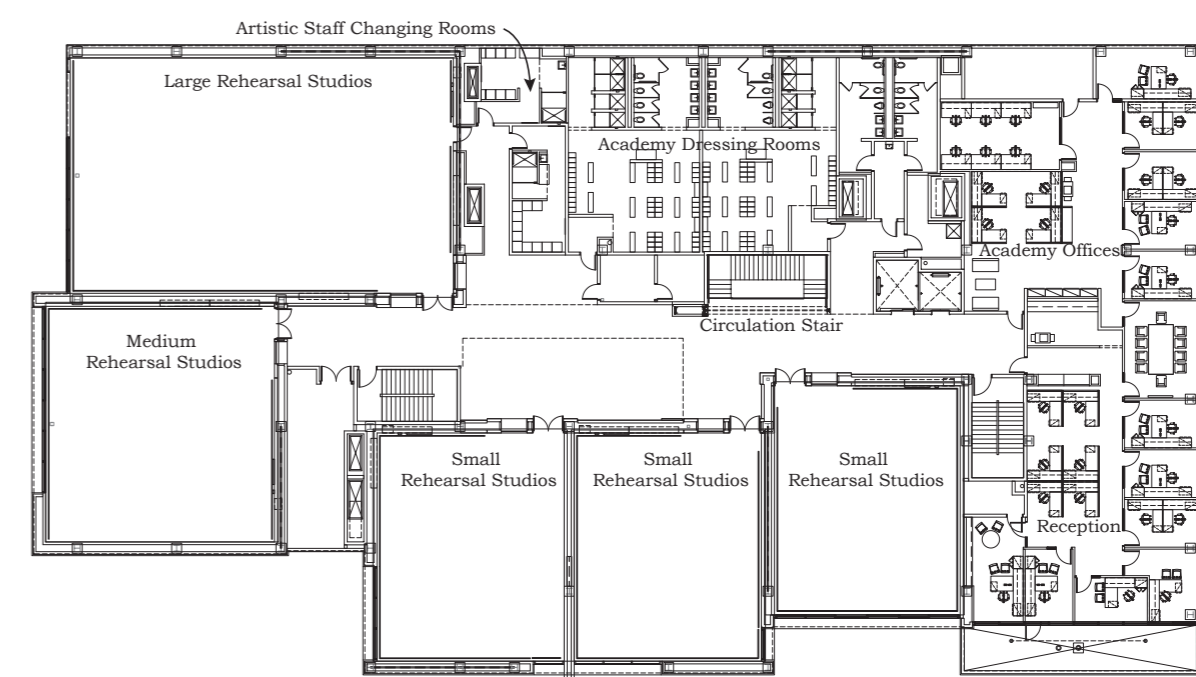 Artistic Staff Changing Rooms
Large Rehearsal Studios
Academy Dressing Rooms
Academy Offices
Circulation Stair
Medium
Rehearsal Studios
Small
Rehearsal Studios
Small
Rehearsal Studios
Small
Rehearsal Studios
Reception